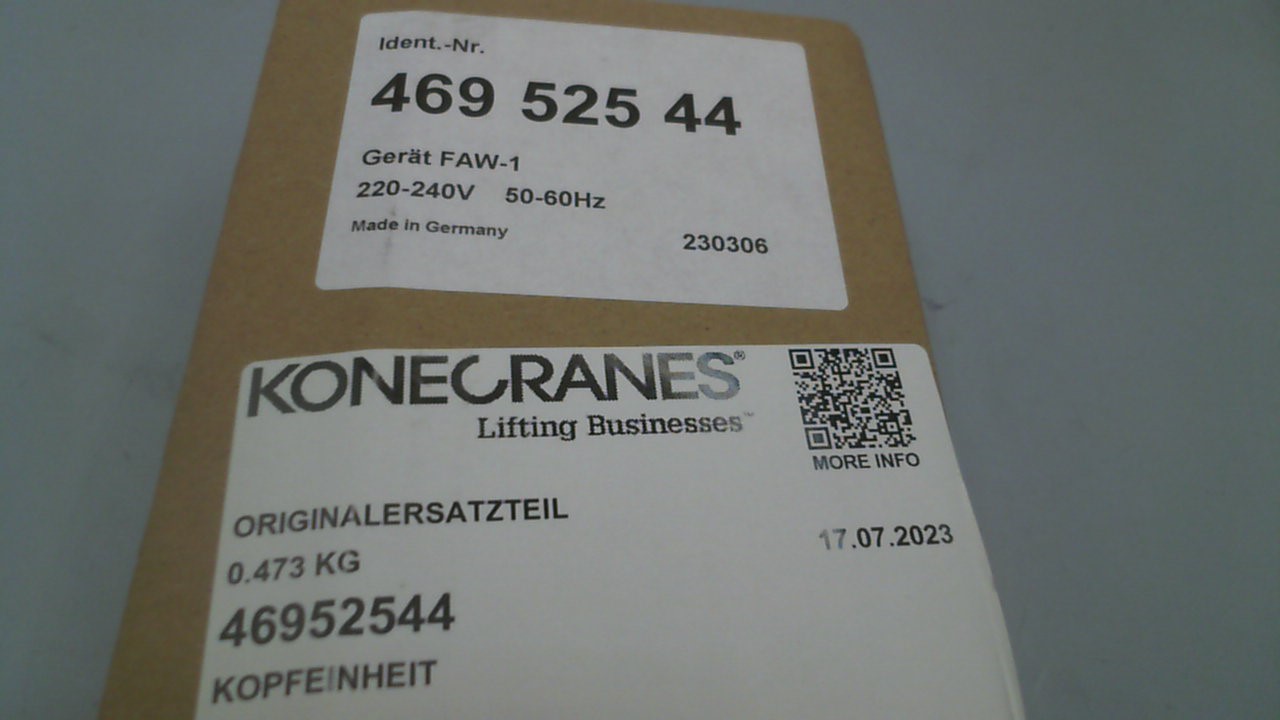 Ident.-Nr.
469 525 44
Gerät FAW-1
220-240V 50-60Hz
Made in Germany 230306
KONECRANES®
Lifting Businesses™
MORE INFO
ORIGINALERSATZTEIL
17.07.2023
0.473 KG
46952544
KOPFEINHEIT